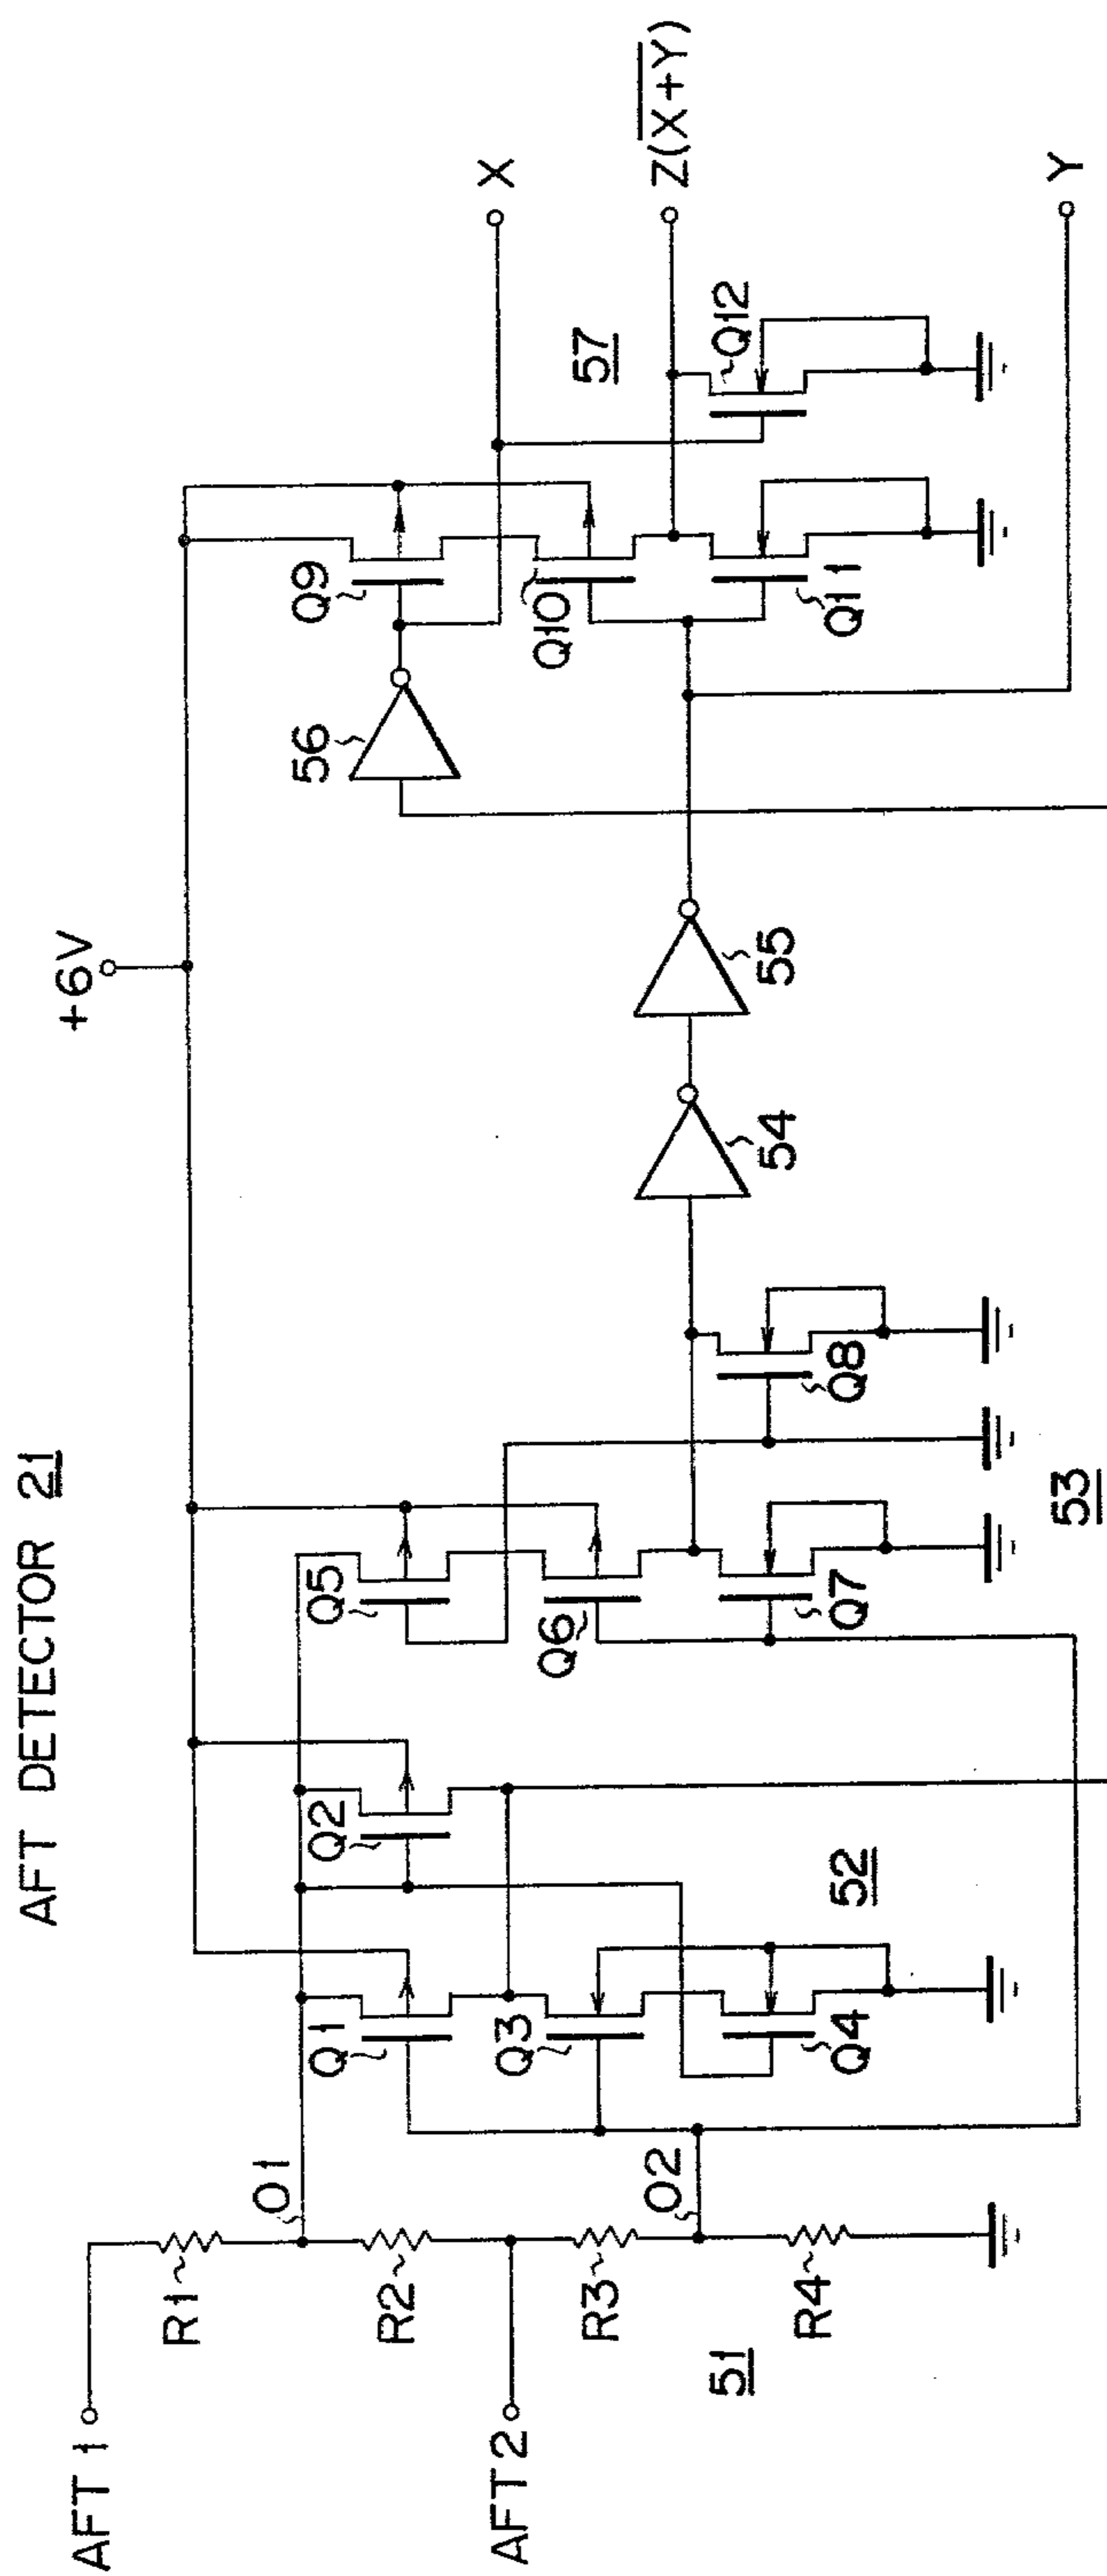 AFT DETECTOR 21
+6V
AFT 1
R1
O1
R2
AFT 2
R3
O2
R4
51
Q1
Q2
Q3
Q4
52
Q5
Q6
Q7
Q8
53
54
55
56
Q9
Q10
Q11
Q12
57
X
Z(X+Y)
Y